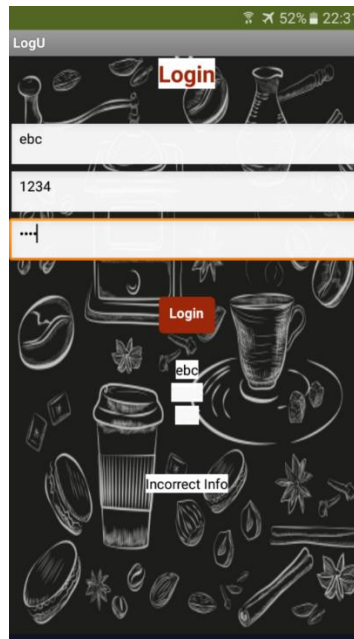 52% 22:31
LogU
Login
ebc
1234
••••
Login
ebc
Incorrect Info